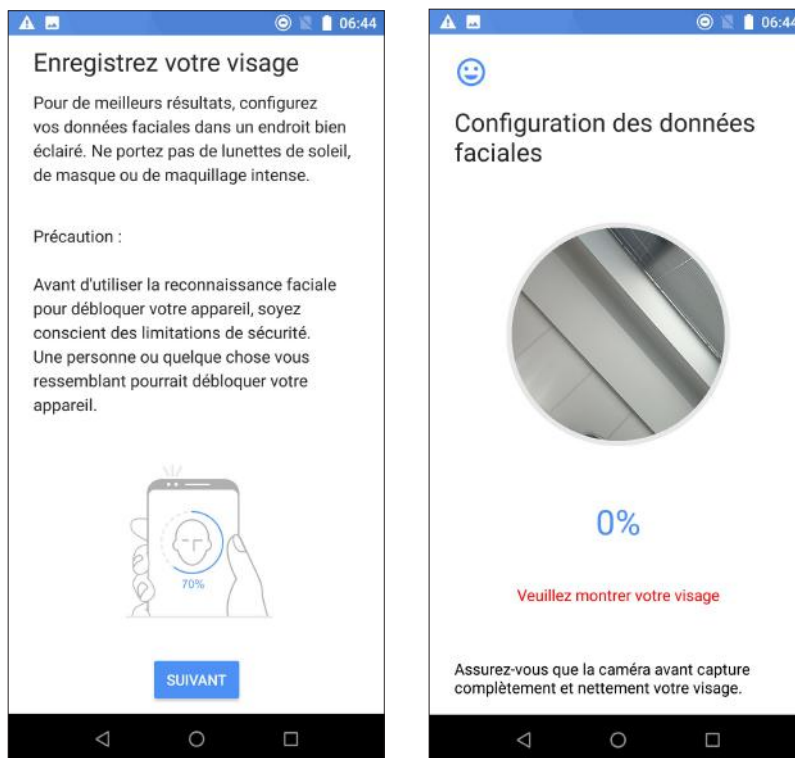 06:44
Enregistrez votre visage
Pour de meilleurs résultats, configurez
vos données faciales dans un endroit bien
éclairé. Ne portez pas de lunettes de soleil,
de masque ou de maquillage intense.
Précaution :
Avant d'utiliser la reconnaissance faciale
pour débloquer votre appareil, soyez
conscient des limitations de sécurité.
Une personne ou quelque chose vous
ressemblant pourrait débloquer votre
appareil.
70%
SUIVANT
06:44
Configuration des données
faciales
0%
Veuillez montrer votre visage
Assurez-vous que la caméra avant capture
complètement et nettement votre visage.